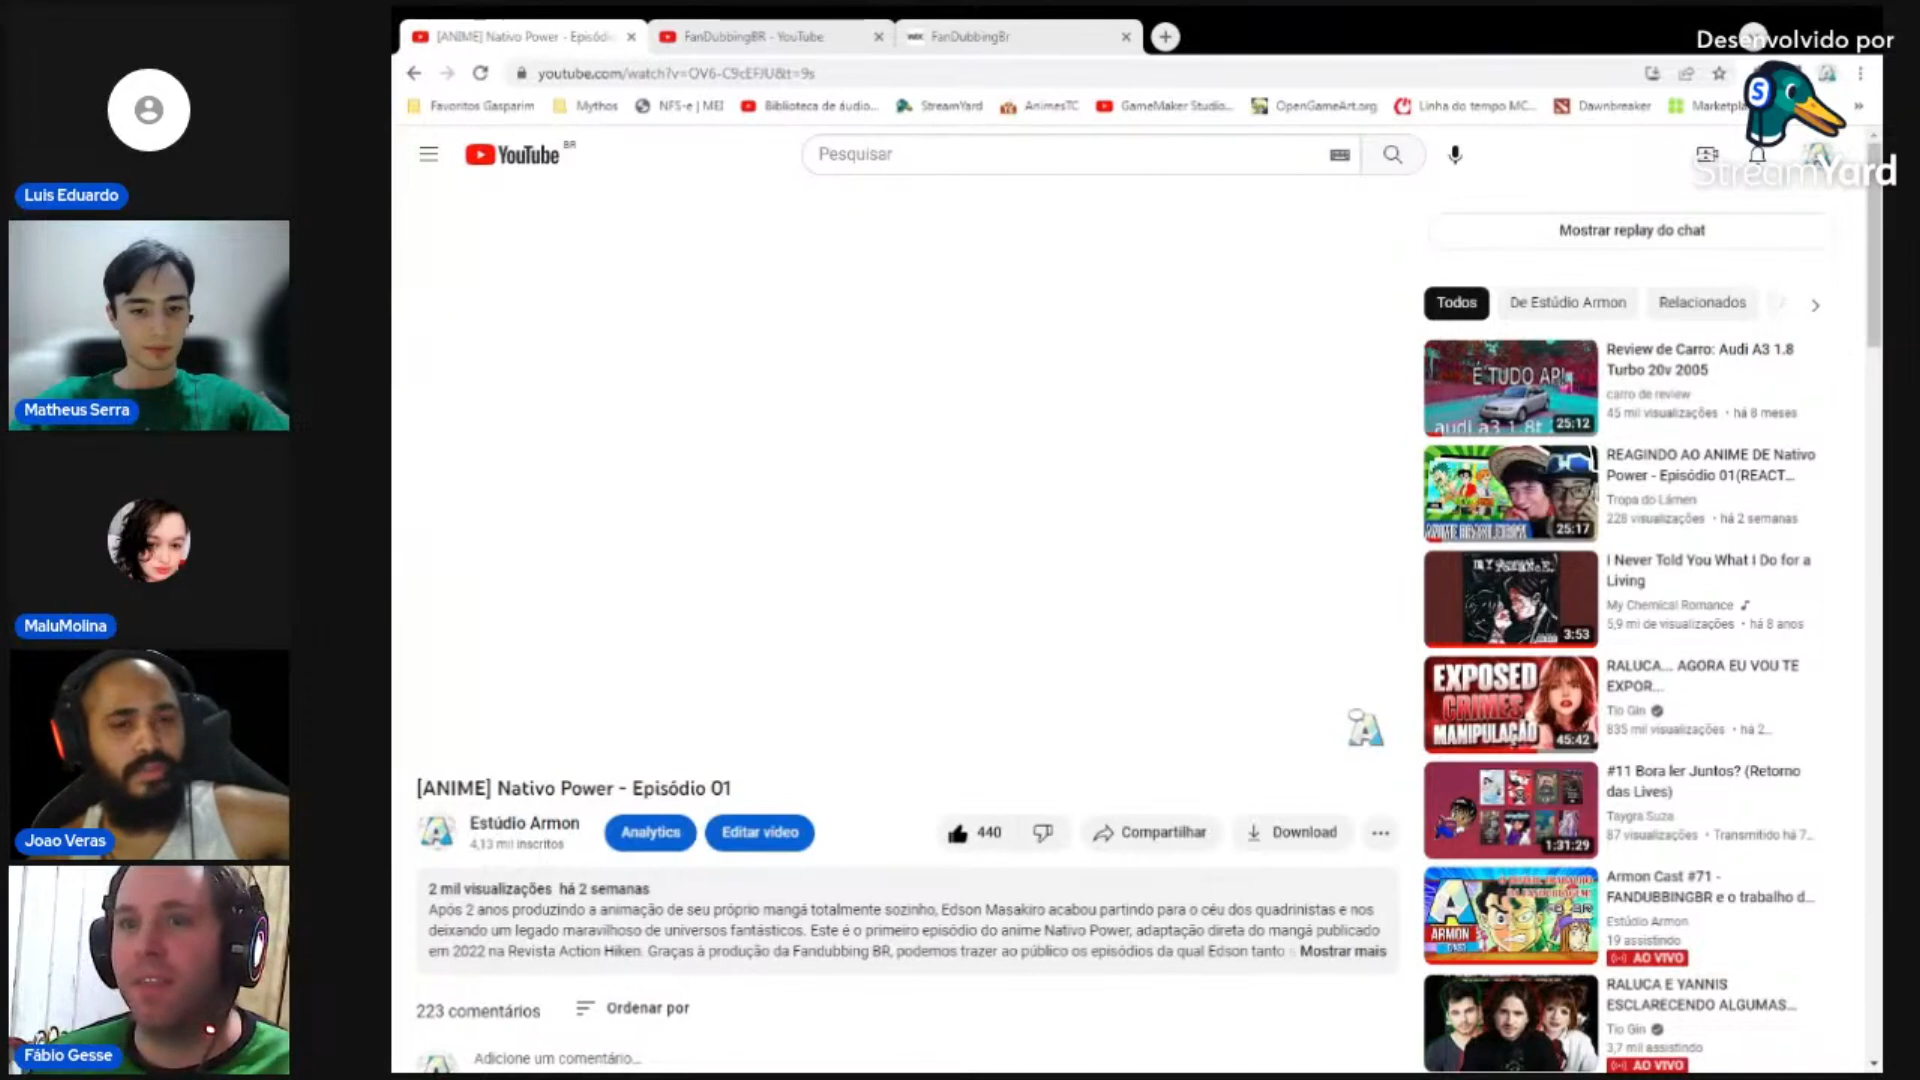 Luis Eduardo
Matheus Serra
MaluMolina
Joao Veras
Fábio Gesse
[ANIME] Nativo Power - Episódi
FanDubbingBR - YouTube
WIX FanDubbingBr
Desenvolvido por
StreamYard
youtube.com/watch?v=OV6-C9cEFJU&t=9s
Favoritos Gasparim
Mythos
NFS-e | MEI
Biblioteca de áudio...
StreamYard
AnimesTC
GameMaker Studio...
OpenGameArt.org
Linha do tempo MC...
Dawnbreaker
Marketpla
YouTube BR
Pesquisar
Mostrar replay do chat
Todos
De Estúdio Armon
Relacionados
É TUDO AP!
audi a3 1.8t
25:12
Review de Carro: Audi A3 1.8
Turbo 20v 2005
carro de review
45 mil visualizações • há 8 meses
25:17
REAGINDO AO ANIME DE Nativo
Power - Episódio 01(REACT...
Tropa do Lámen
228 visualizações • há 2 semanas
3:53
I Never Told You What I Do for a
Living
My Chemical Romance
5,9 mi de visualizações • há 8 anos
EXPOSED
CRIMES
MANIPULAÇÃO
45:42
RALUCA... AGORA EU VOU TE
EXPOR...
Tio Gin
835 mil visualizações • há 2...
1:31:29
#11 Bora ler Juntos? (Retorno
das Lives)
Taygra Suza
87 visualizações • Transmitido há 7...
A
ARMON
CAST
Armon Cast #71 -
FANDUBBINGBR e o trabalho d...
Estúdio Armon
19 assistindo
AO VIVO
RALUCA E YANNIS
ESCLARECENDO ALGUMAS...
Tio Gin
3,7 mil assistindo
AO VIVO
[ANIME] Nativo Power - Episódio 01
Estúdio Armon
4,13 mil inscritos
Analytics
Editar vídeo
440
Compartilhar
Download
2 mil visualizações há 2 semanas
Após 2 anos produzindo a animação de seu próprio mangá totalmente sozinho, Edson Masakiro acabou partindo para o céu dos quadrinistas e nos
deixando um legado maravilhoso de universos fantásticos. Este é o primeiro episódio do anime Nativo Power, adaptação direta do mangá publicado
em 2022 na Revista Action Hiken. Graças à produção da Fandubbing BR, podemos trazer ao público os episódios da qual Edson tanto s Mostrar mais
223 comentários
Ordenar por
Adicione um comentário...